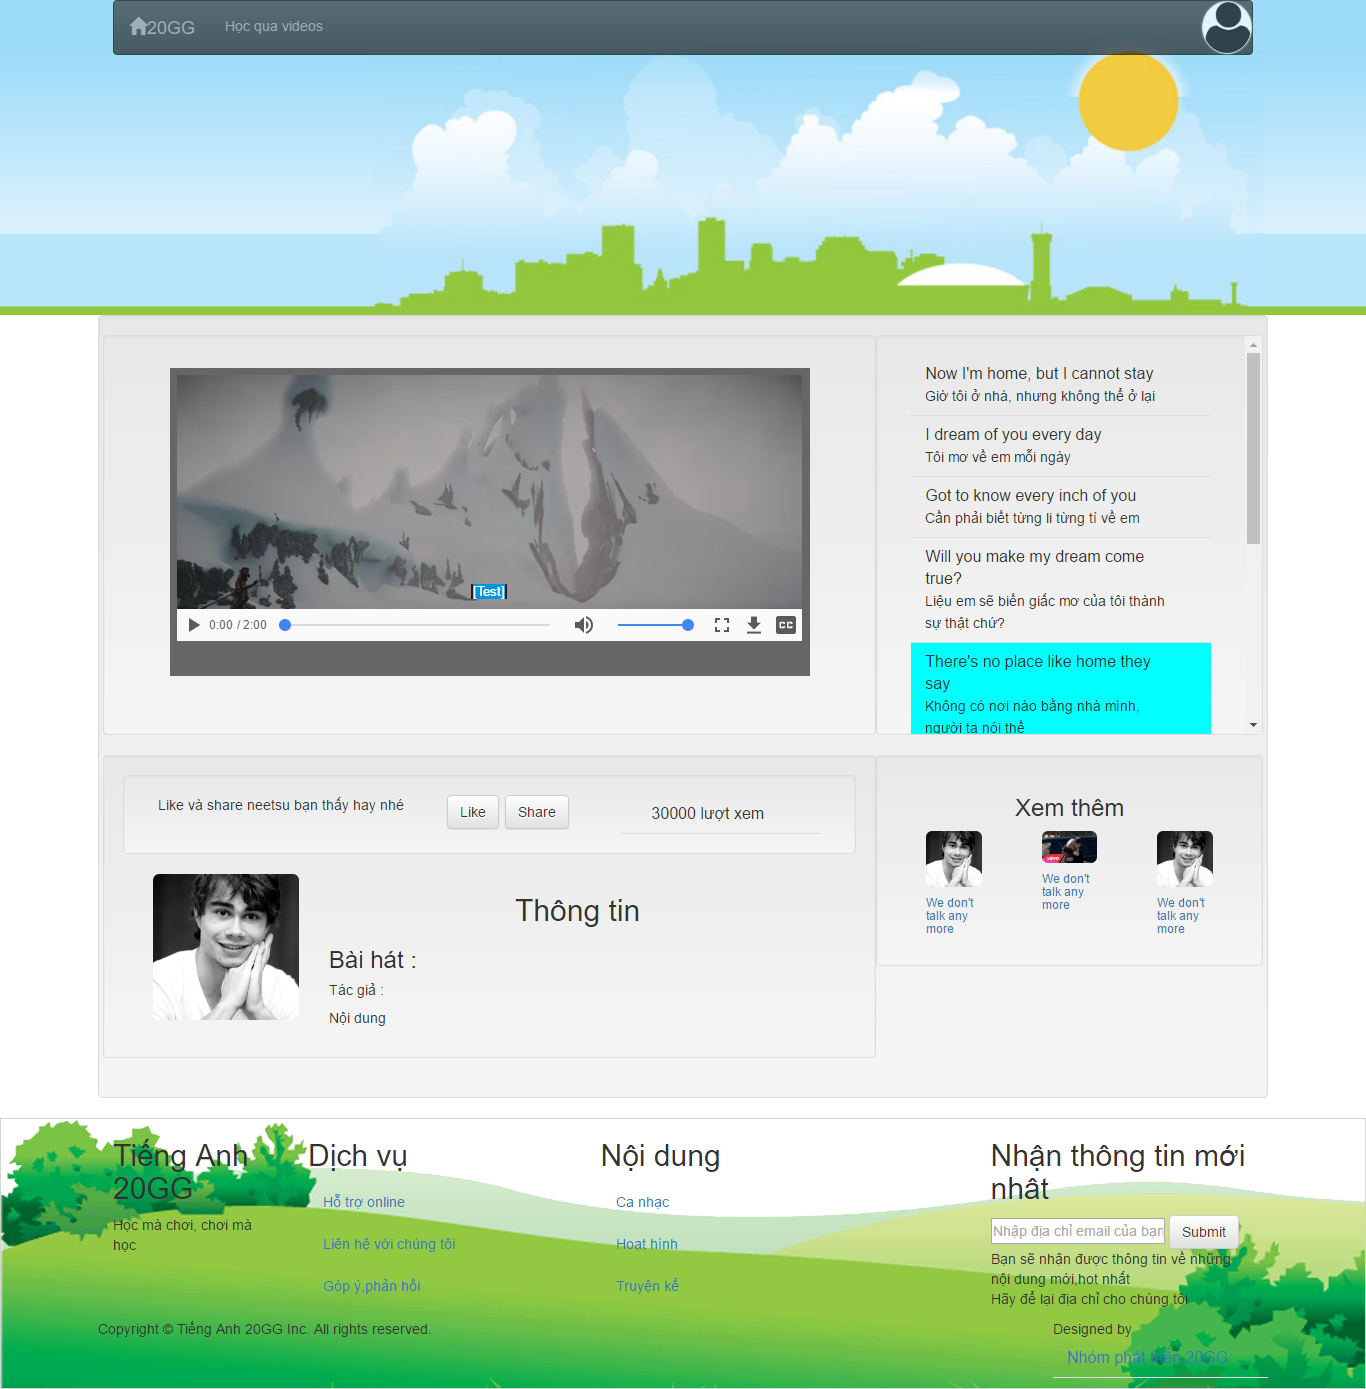 20GG
Học qua videos
[Test]
0:00 / 2:00
CC
Now I'm home, but I cannot stay
Giờ tôi ở nhà, nhưng không thể ở lại
I dream of you every day
Tôi mơ về em mỗi ngày
Got to know every inch of you
Cần phải biết từng li từng tí về em
Will you make my dream come
true?
Liệu em sẽ biến giấc mơ của tôi thành
sự thật chứ?
There's no place like home they
say
Không có nơi nào bằng nhà mình,
người ta nói thế
Like và share neetsu bạn thấy hay nhé
Like
Share
30000 lượt xem
Thông tin
Bài hát :
Tác giả :
Nội dung
Xem thêm
vevo
We don't
talk any
more
We don't
talk any
more
We don't
talk any
more
Tiếng Anh
20GG
Học mà chơi, chơi mà
học
Dịch vụ
Hỗ trợ online
Liên hệ với chúng tôi
Góp ý,phản hồi
Nội dung
Ca nhạc
Hoạt hình
Truyện kể
Nhận thông tin mới
nhât
Nhập địa chỉ email của bạn
Submit
Bạn sẽ nhận được thông tin về những
nội dung mới,hot nhất
Hãy để lại địa chỉ cho chúng tôi
Copyright © Tiếng Anh 20GG Inc. All rights reserved.
Designed by
Nhóm phát triển 20GG